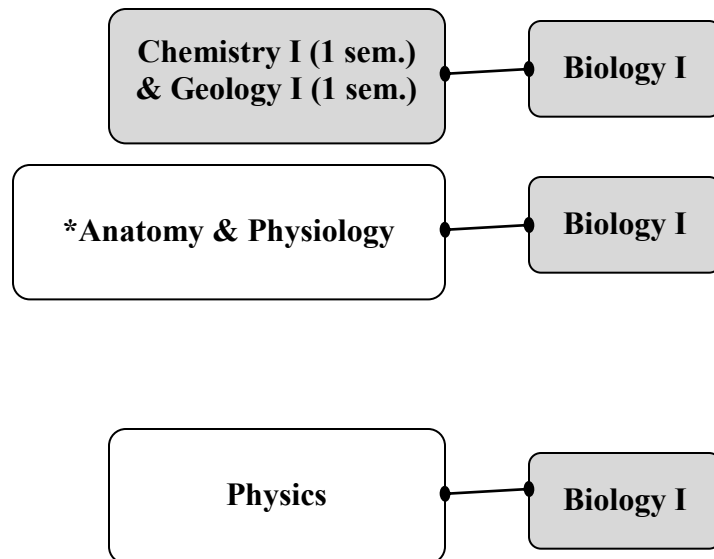 Chemistry I (1 sem.)
& Geology I (1 sem.)
Biology I
*Anatomy & Physiology
Biology I
Physics
Biology I